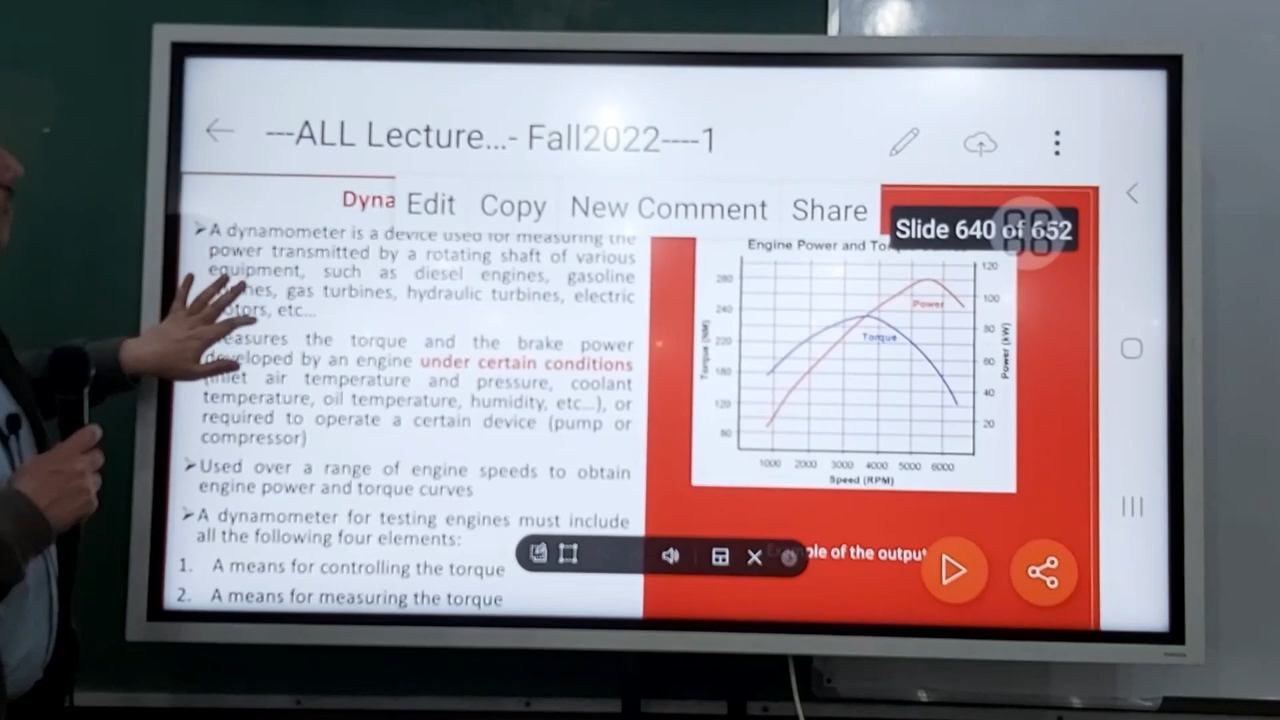 ---ALL Lecture...- Fall2022----1
Dyna
Edit Copy New Comment Share
Slide 640 of 652
➢A dynamometer is a device used for measuring the
power transmitted by a rotating shaft of various
equipment, such as diesel engines, gasoline
gas turbines, hydraulic turbines, electric
etc...
the torque and the brake power
developed by an engine under certain conditions
air temperature and pressure, coolant
temperature, oil temperature, humidity, etc...), or
required to operate a certain device (pump or
compressor)
➢Used over a range of engine speeds to obtain
engine power and torque curves
➢A dynamometer for testing engines must include
all the following four elements:
1. A means for controlling the torque
2. A means for measuring the torque
Engine Power and
280
240
220
180
120
60
Torque (NM)
Power
Torque
120
100
80
60
40
20
Power (kW)
1000 2000 3000 4000 5000 6000
Speed (RPM)
of the output